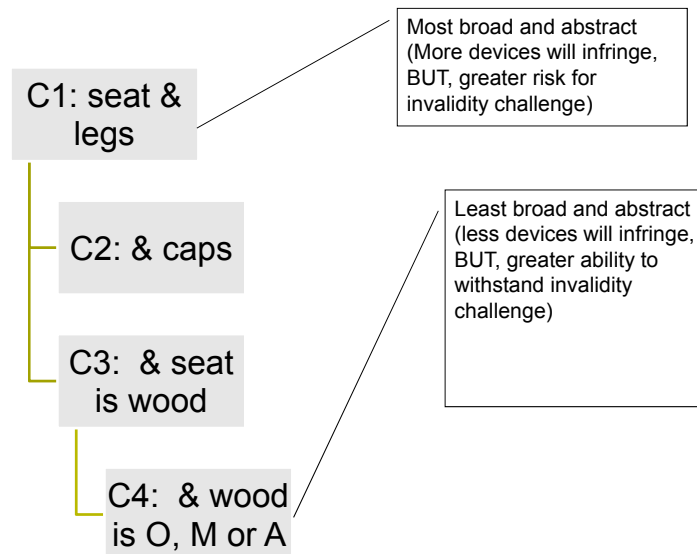 Most broad and abstract
(More devices will infringe,
BUT, greater risk for
invalidity challenge)
C1: seat &
legs
Least broad and abstract
(less devices will infringe,
BUT, greater ability to
withstand invalidity
challenge)
C2: & caps
C3: & seat
is wood
C4: & wood
is O, M or A